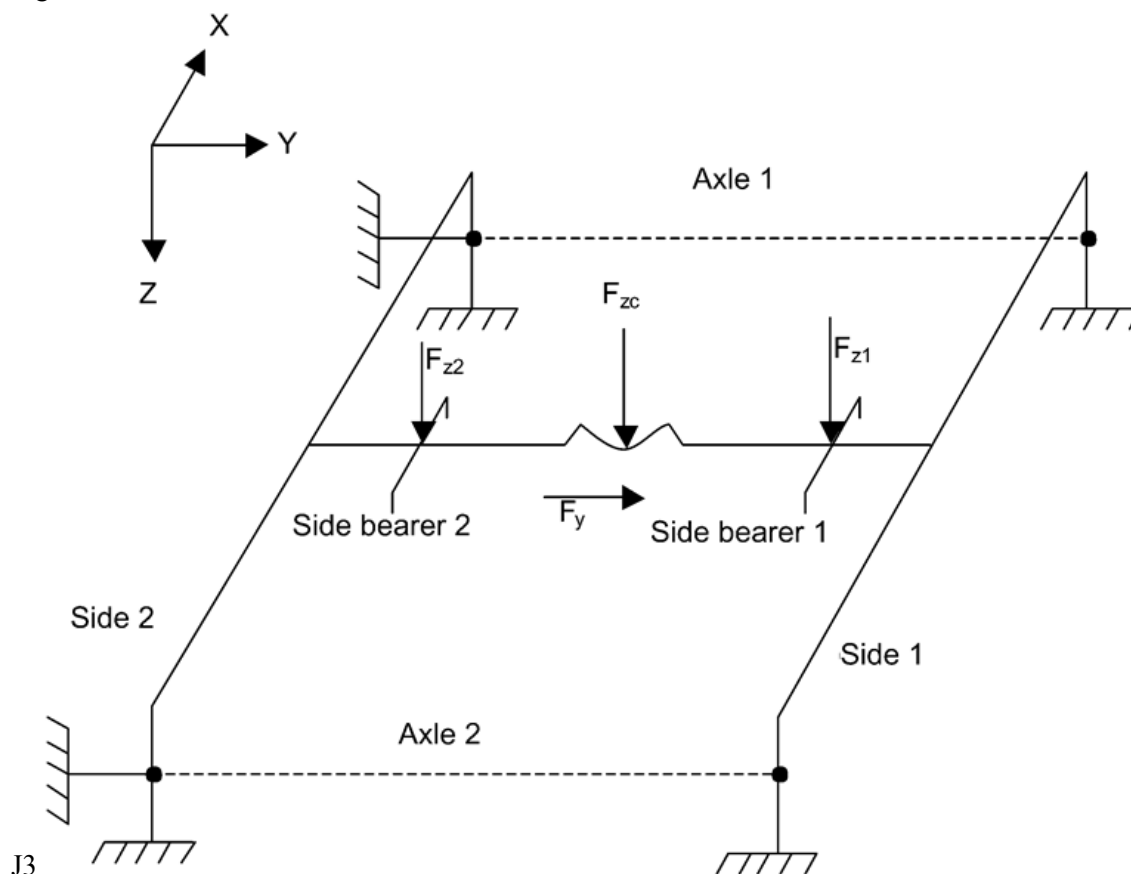 X
Y
Z
Axle 1
F_zc
F_z2
F_z1
Side bearer 2
F_y
Side bearer 1
Side 2
Side 1
Axle 2
J3